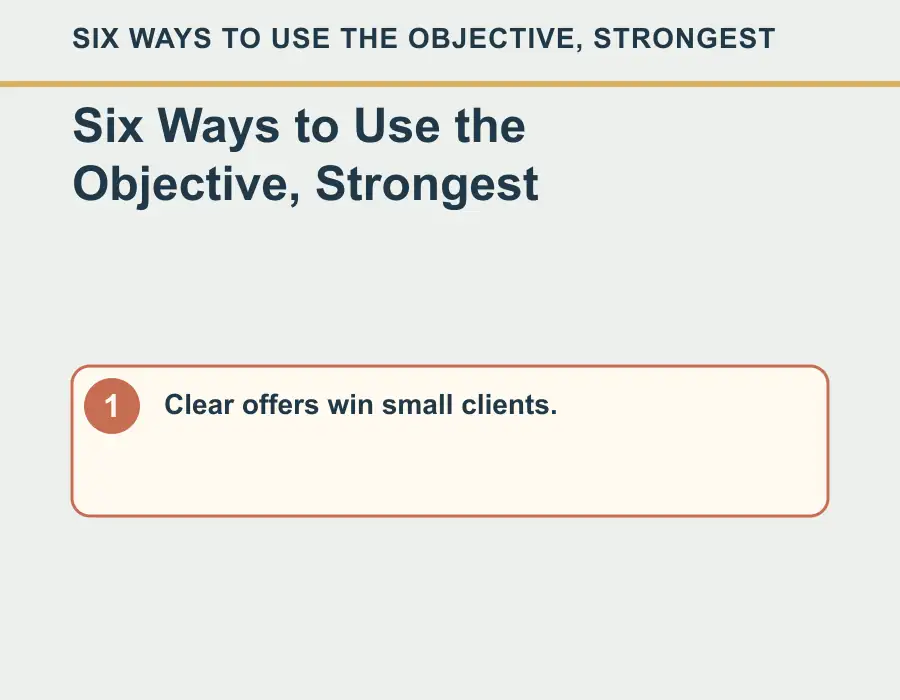 SIX WAYS TO USE THE OBJECTIVE, STRONGEST
Six Ways to Use the
Objective, Strongest
1
Clear offers win small clients.